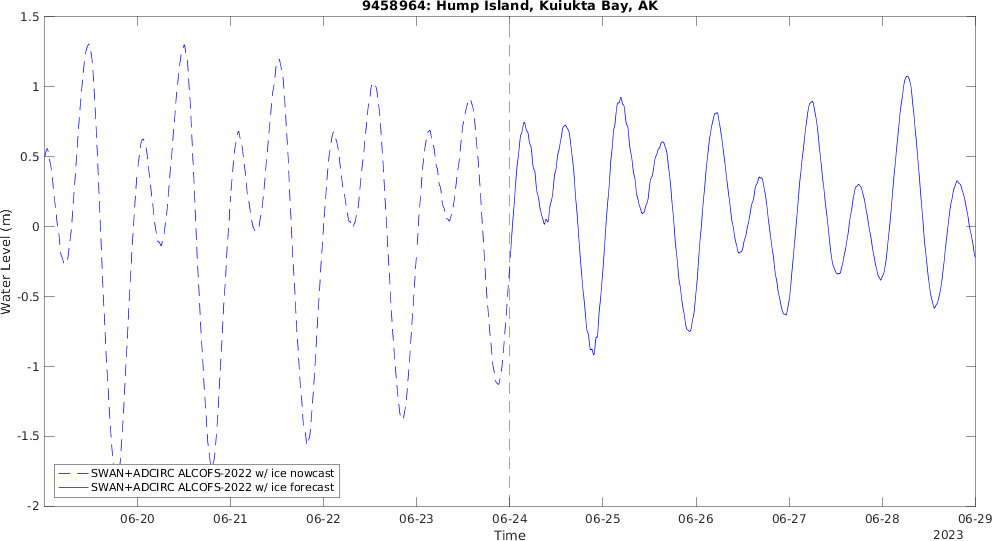 9458964: Hump Island, Kuiukta Bay, AK
1.5
1
0.5
0
-0.5
-1
-1.5
-2
Water Level (m)
SWAN+ADCIRC ALCOFS-2022 w/ ice nowcast
SWAN+ADCIRC ALCOFS-2022 w/ ice forecast
06-20 06-21 06-22 06-23 06-24 06-25 06-26 06-27 06-28 06-29
Time
2023